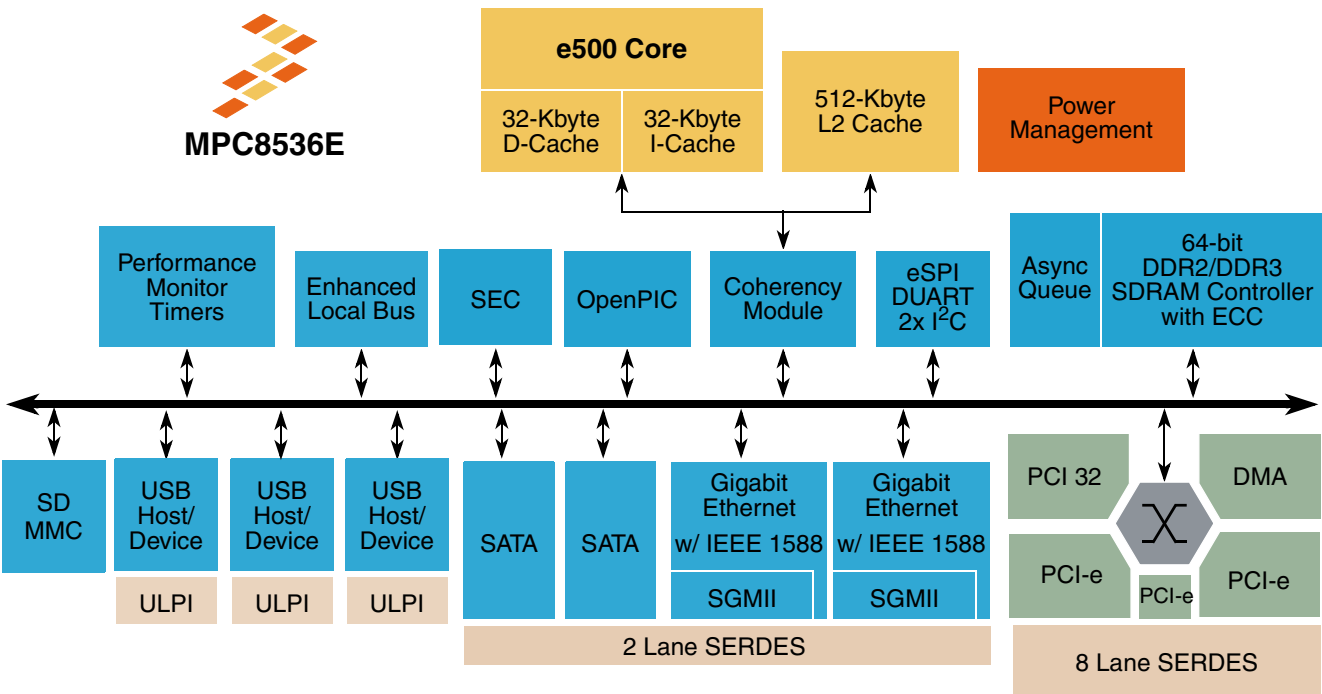 MPC8536E
e500 Core
32-Kbyte
D-Cache
32-Kbyte
I-Cache
512-Kbyte
L2 Cache
Power
Management
Performance
Monitor
Timers
Enhanced
Local Bus
SEC
OpenPIC
Coherency
Module
eSPI
DUART
2x I²C
Async
Queue
64-bit
DDR2/DDR3
SDRAM Controller
with ECC
SD
MMC
USB
Host/
Device
ULPI
USB
Host/
Device
ULPI
USB
Host/
Device
ULPI
SATA
SATA
Gigabit
Ethernet
w/ IEEE 1588
SGMII
Gigabit
Ethernet
w/ IEEE 1588
SGMII
2 Lane SERDES
PCI 32
DMA
PCI-e
PCI-e
PCI-e
8 Lane SERDES